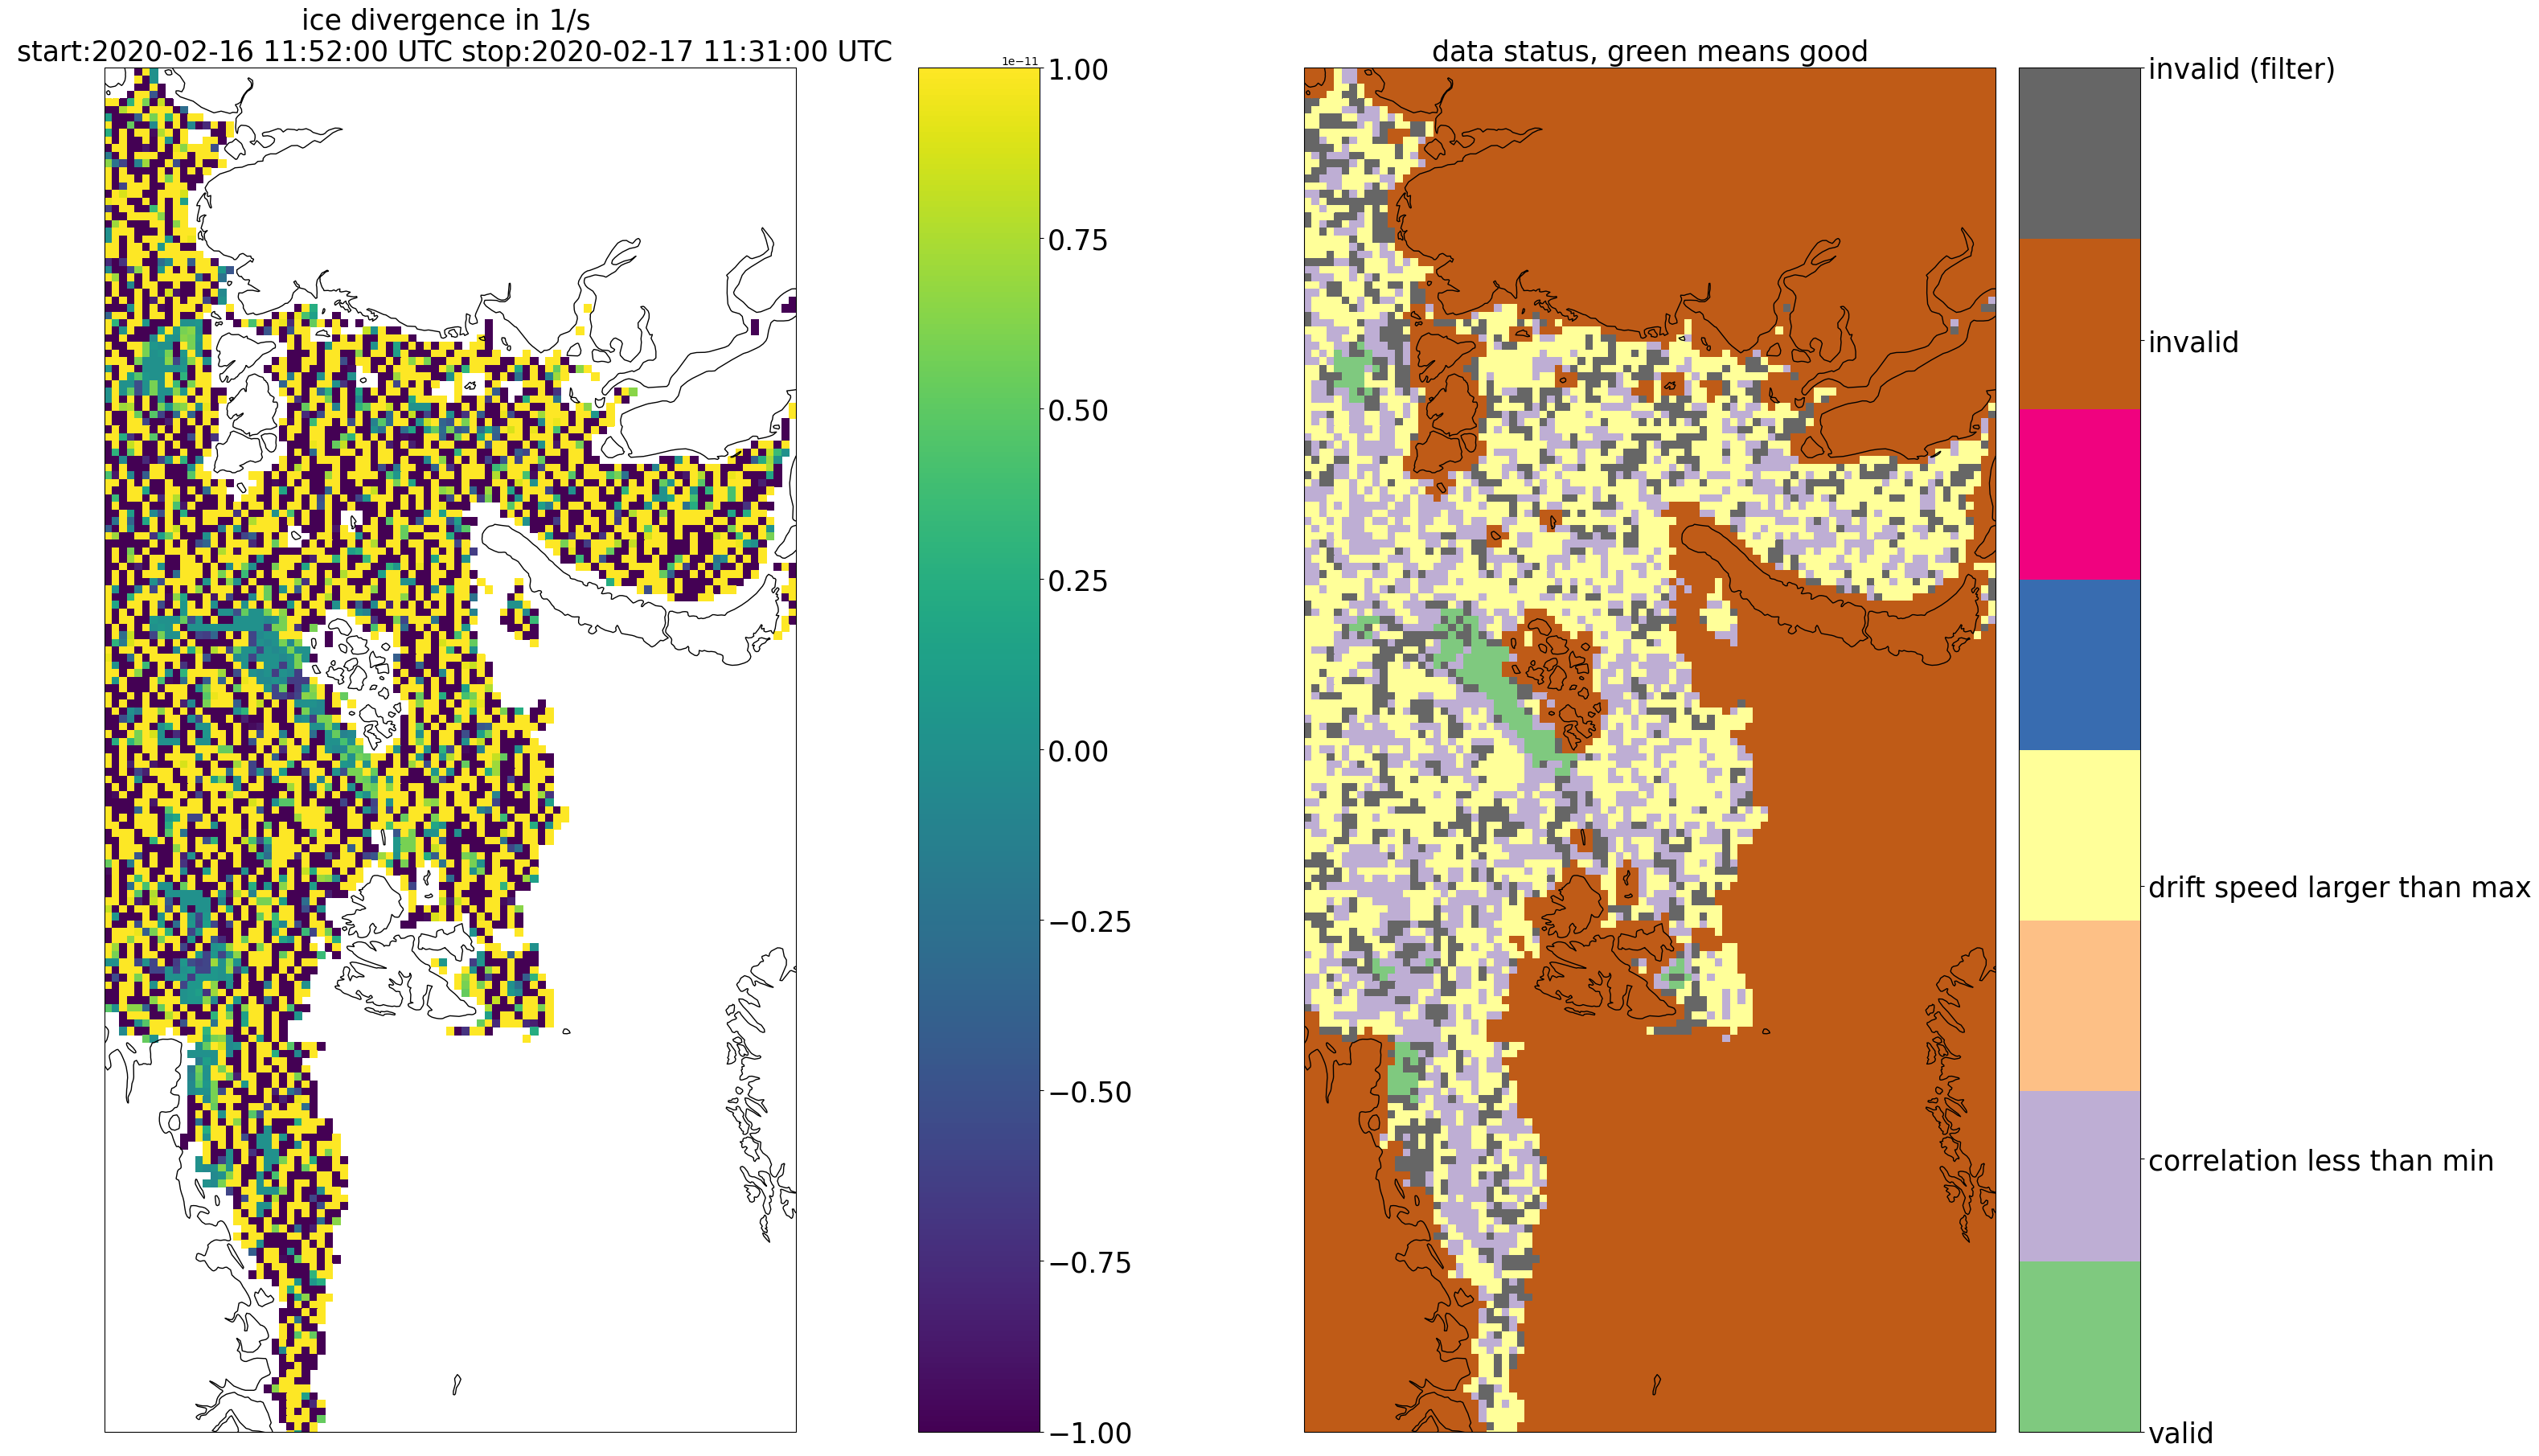 ice divergence in 1/s
start:2020-02-16 11:52:00 UTC stop:2020-02-17 11:31:00 UTC
1e−11
1.00
0.75
0.50
0.25
0.00
−0.25
−0.50
−0.75
−1.00
data status, green means good
invalid (filter)
invalid
drift speed larger than max
correlation less than min
valid